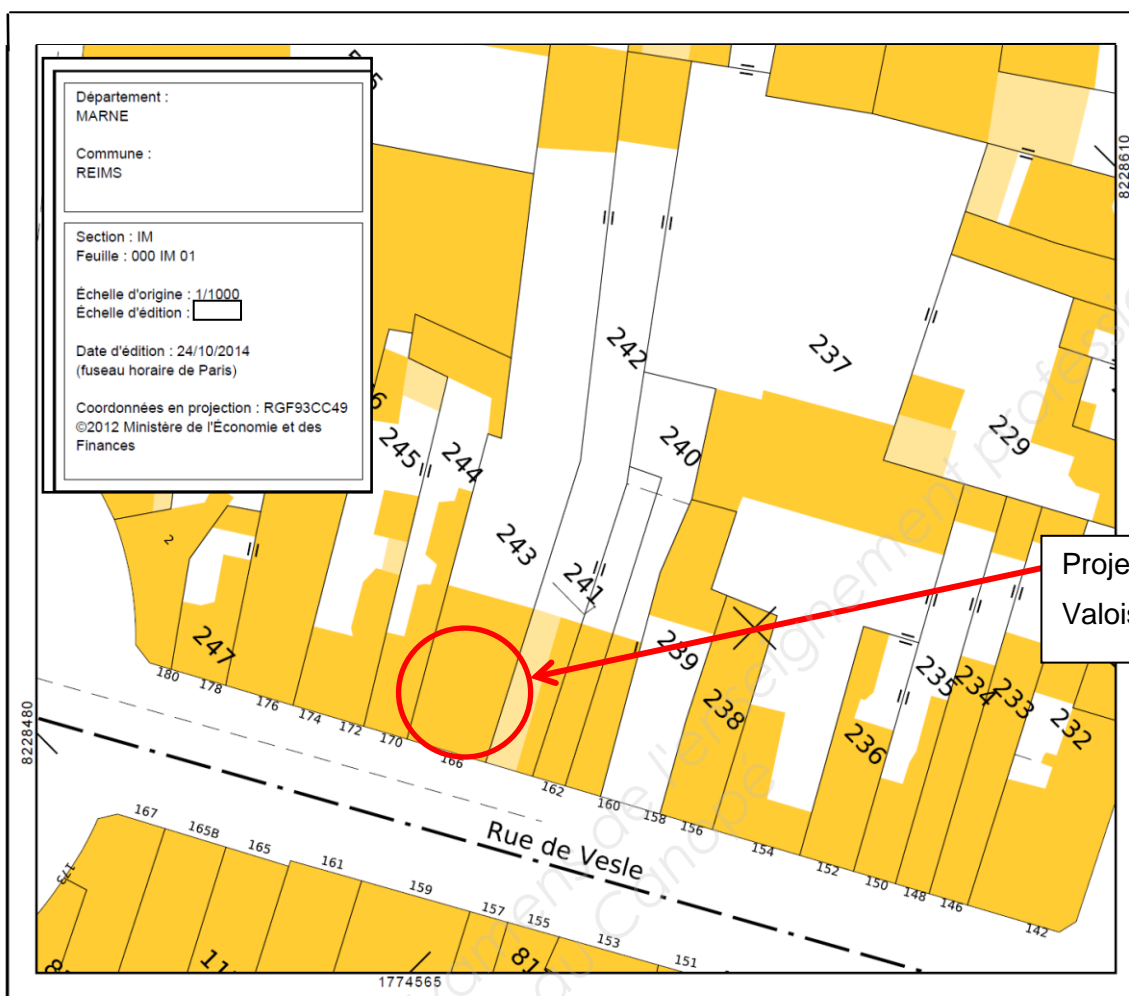 Département :
MARNE
Commune :
REIMS
Section : IM
Feuille : 000 IM 01
Échelle d'origine : 1/1000
Échelle d'édition :
Date d'édition : 24/10/2014
(fuseau horaire de Paris)
Coordonnées en projection : RGF93CC49
©2012 Ministère de l'Économie et des
Finances
8228610
242
237
240
229
245
244
243
241
2
247
239
238
235
234
233
232
236
Proje
Valois
8228480
180
178
176
174
172
170
166
162
160
158
156
154
152
150
148
146
142
Rue de Vesle
167
165B
165
161
159
157
155
153
151
173
1774565